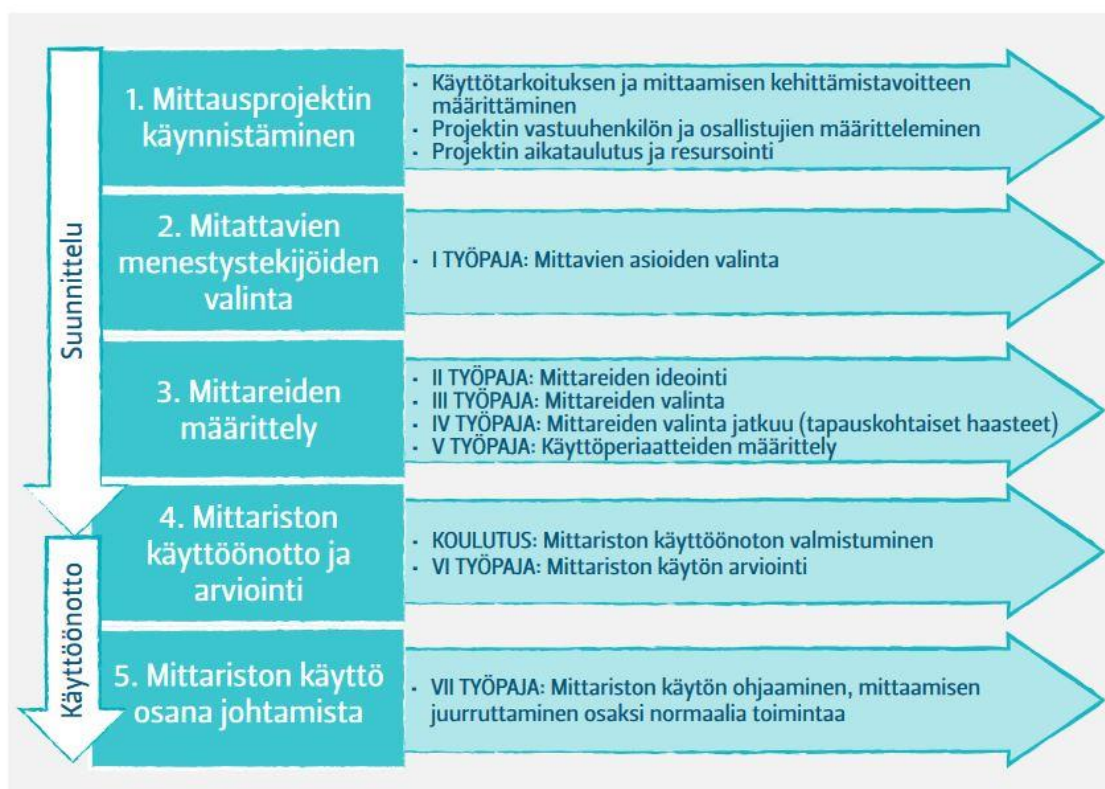 Suunnittelu
1. Mittausprojektin
käynnistäminen
• Käyttötarkoituksen ja mittaamisen kehittämistavoitteen
määrittäminen
• Projektin vastuuhenkilön ja osallistujien määritteleminen
• Projektin aikataulutus ja resursointi
2. Mitattavien
menestystekijöiden
valinta
• I TYÖPAJA: Mittavien asioiden valinta
3. Mittareiden
määrittely
• II TYÖPAJA: Mittareiden ideointi
• III TYÖPAJA: Mittareiden valinta
• IV TYÖPAJA: Mittareiden valinta jatkuu (tapauskohtaiset haasteet)
• V TYÖPAJA: Käyttöperiaatteiden määrittely
Käyttöönotto
4. Mittariston
käyttöönotto ja
arviointi
• KOULUTUS: Mittariston käyttöönoton valmistuminen
• VI TYÖPAJA: Mittariston käytön arviointi
5. Mittariston käyttö
osana johtamista
• VII TYÖPAJA: Mittariston käytön ohjaaminen, mittaamisen
juurruttaminen osaksi normaalia toimintaa